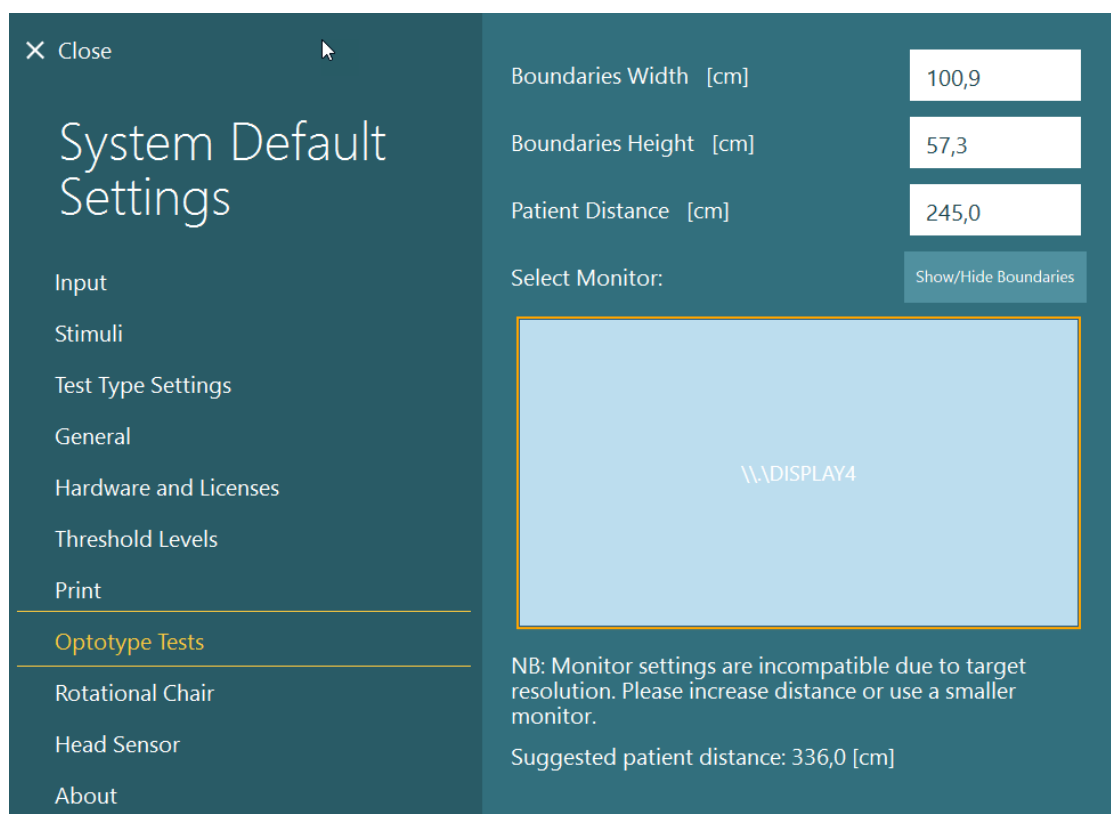 Close
System Default
Settings
Input
Stimuli
Test Type Settings
General
Hardware and Licenses
Threshold Levels
Print
Optotype Tests
Rotational Chair
Head Sensor
About
Boundaries Width [cm] 100,9
Boundaries Height [cm] 57,3
Patient Distance [cm] 245,0
Select Monitor: Show/Hide Boundaries
\\.\DISPLAY4
NB: Monitor settings are incompatible due to target
resolution. Please increase distance or use a smaller
monitor.
Suggested patient distance: 336,0 [cm]